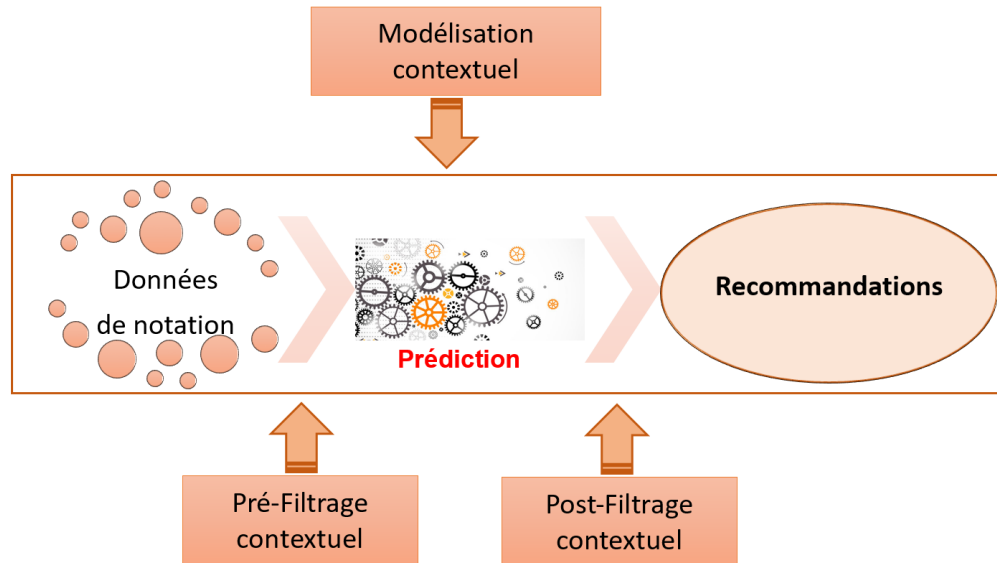 Modélisation
contextuel
Données
de notation
Prédiction
Recommandations
Pré-Filtrage
contextuel
Post-Filtrage
contextuel